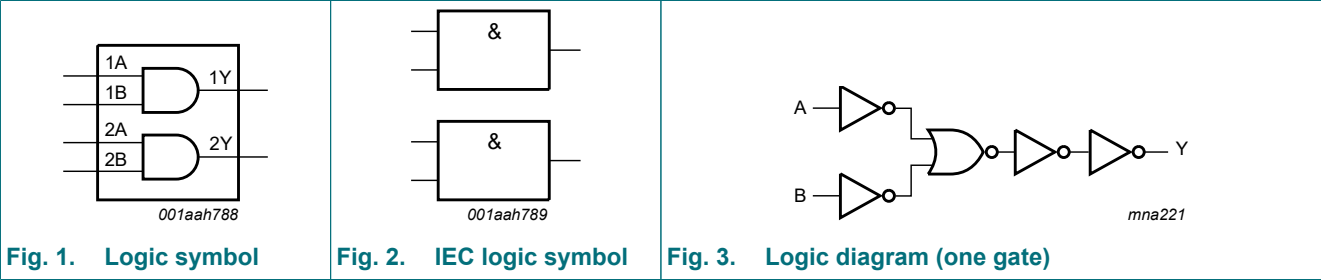 1A
1Y
1B
2A
2Y
2B
001aah788
Fig. 1. Logic symbol
&
&
001aah789
Fig. 2. IEC logic symbol
A
Y
B
mna221
Fig. 3. Logic diagram (one gate)